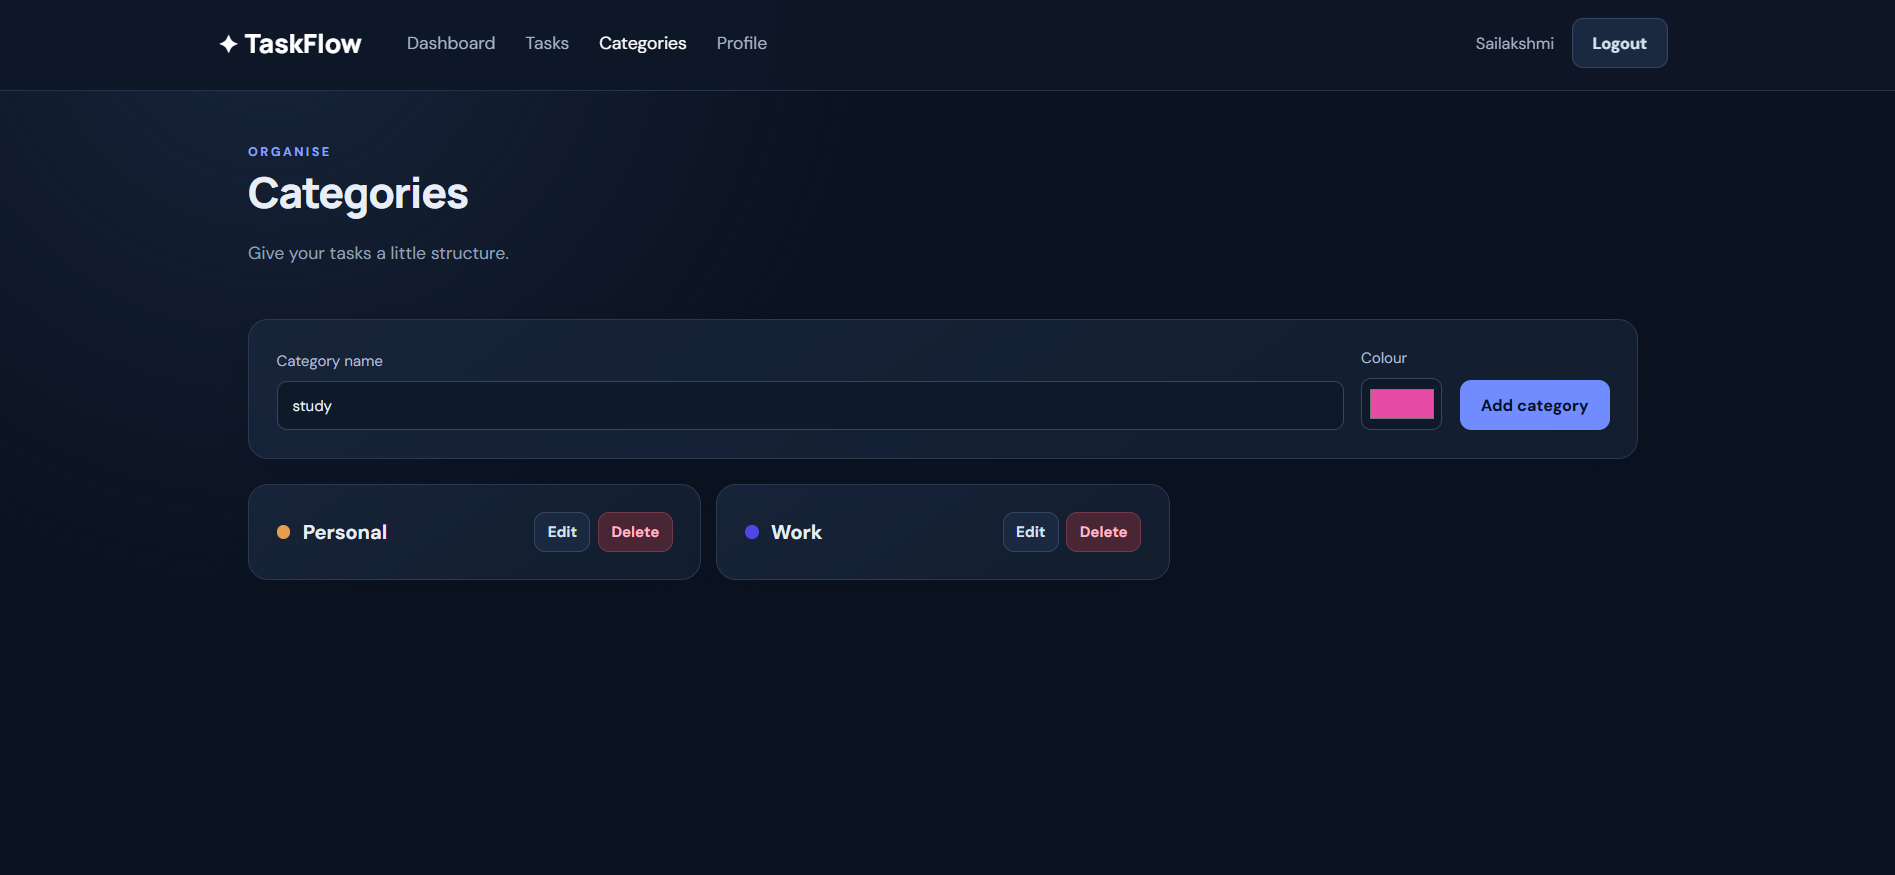 ✦ TaskFlow Dashboard Tasks Categories Profile Sailakshmi Logout
ORGANISE
Categories
Give your tasks a little structure.
Category name Colour
study Add category
Personal Edit Delete Work Edit Delete